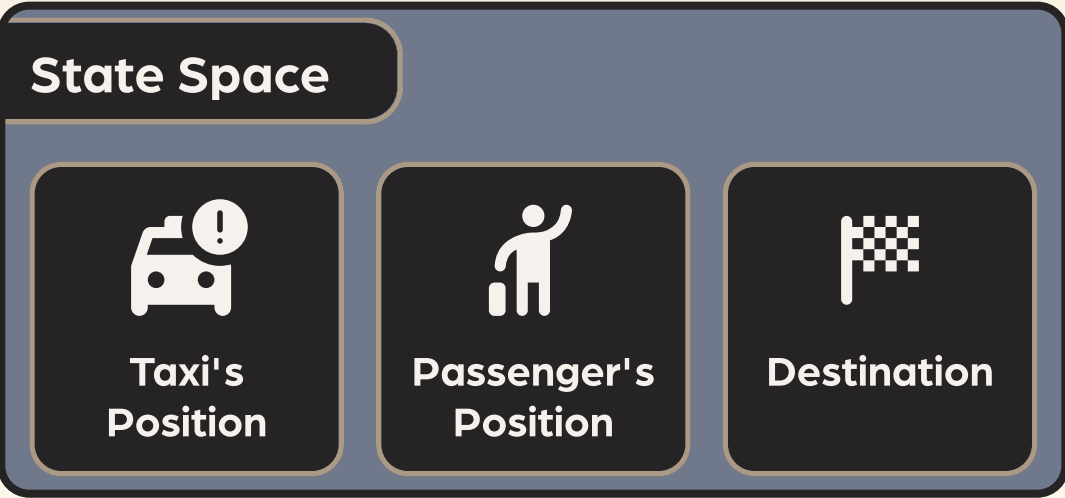 State Space
Taxi's
Position
Passenger's
Position
Destination